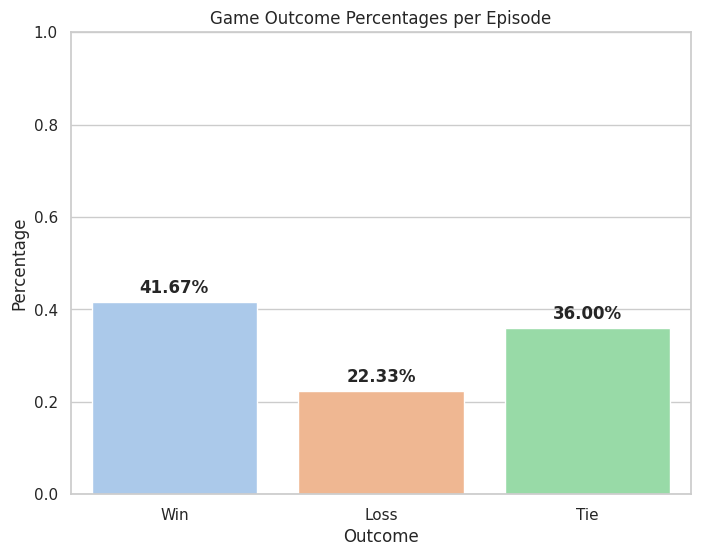 Game Outcome Percentages per Episode
1.0
0.8
0.6
0.4
0.2
0.0
Percentage
41.67%
22.33%
36.00%
Win
Loss
Tie
Outcome